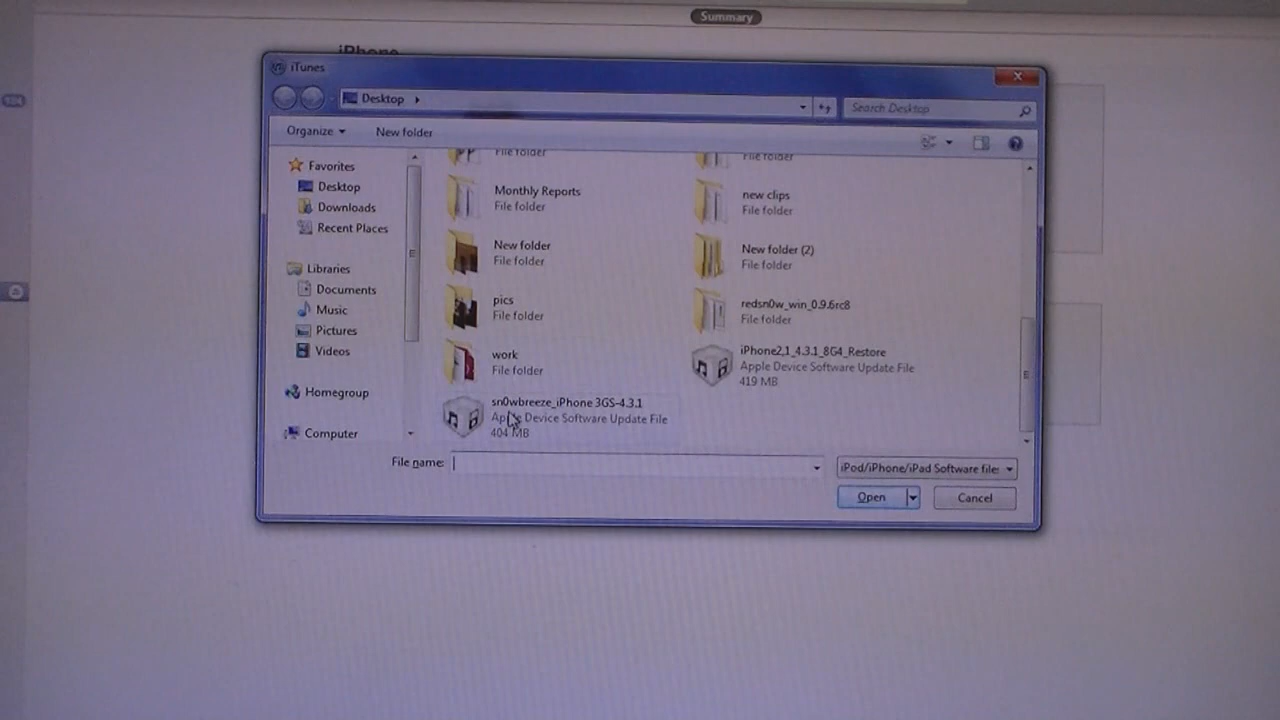 Summary
iPhone
iTunes
Desktop
Search Desktop
Organize
New folder
Favorites
Desktop
Downloads
Recent Places
Libraries
Documents
Music
Pictures
Videos
Homegroup
Computer
File folder
File folder
Monthly Reports
File folder
new clips
File folder
New folder
File folder
New folder (2)
File folder
pics
File folder
redsn0w_win_0.9.6rc8
File folder
work
File folder
iPhone2,1_4.3.1_8G4_Restore
Apple Device Software Update File
419 MB
sn0wbreeze_iPhone 3GS-4.3.1
Apple Device Software Update File
404 MB
File name:
iPod/iPhone/iPad Software files
Open
Cancel